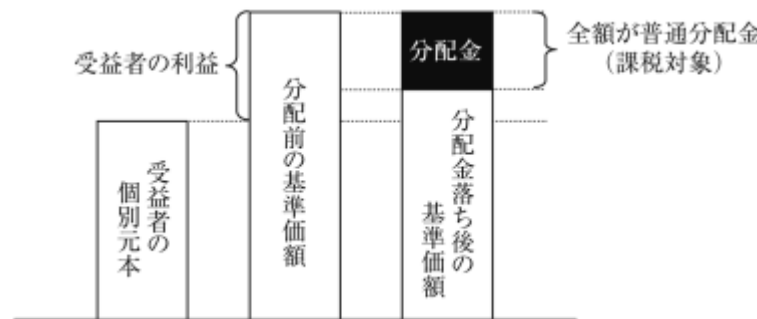 受益者の利益
受益者の
個別元本
分配前の基準価額
分配金
分配金落ち後の
基準価額
全額が普通分配金
（課税対象）